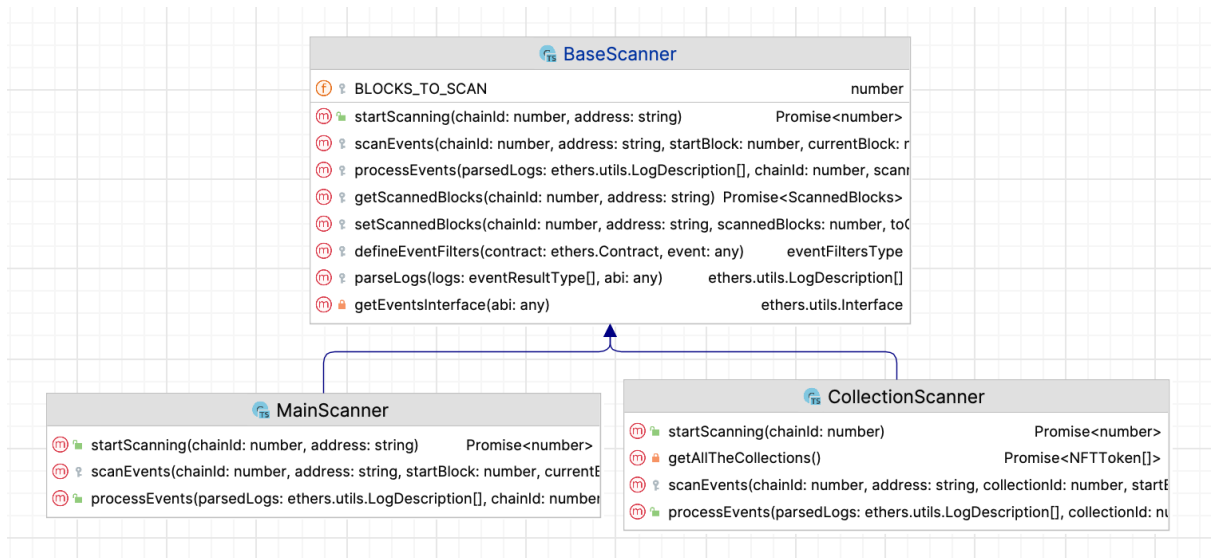 BaseScanner
BLOCKS_TO_SCAN number
startScanning(chainId: number, address: string) Promise<number>
scanEvents(chainId: number, address: string, startBlock: number, currentBlock:
processEvents(parsedLogs: ethers.utils.LogDescription[], chainId: number,
getScannedBlocks(chainId: number, address: string) Promise<ScannedBlocks>
setScannedBlocks(chainId: number, address: string, scannedBlocks: number,
defineEventFilters(contract: ethers.Contract, event: any) eventFiltersType
parseLogs(logs: eventResultType[], abi: any) ethers.utils.LogDescription[]
getEventsInterface(abi: any) ethers.utils.Interface
MainScanner
startScanning(chainId: number, address: string) Promise<number>
scanEvents(chainId: number, address: string, startBlock: number,
processEvents(parsedLogs: ethers.utils.LogDescription[], chainId: number
CollectionScanner
startScanning(chainId: number) Promise<number>
getAllTheCollections() Promise<NFTToken[]>
scanEvents(chainId: number, address: string, collectionId: number,
processEvents(parsedLogs: ethers.utils.LogDescription[], collectionId: